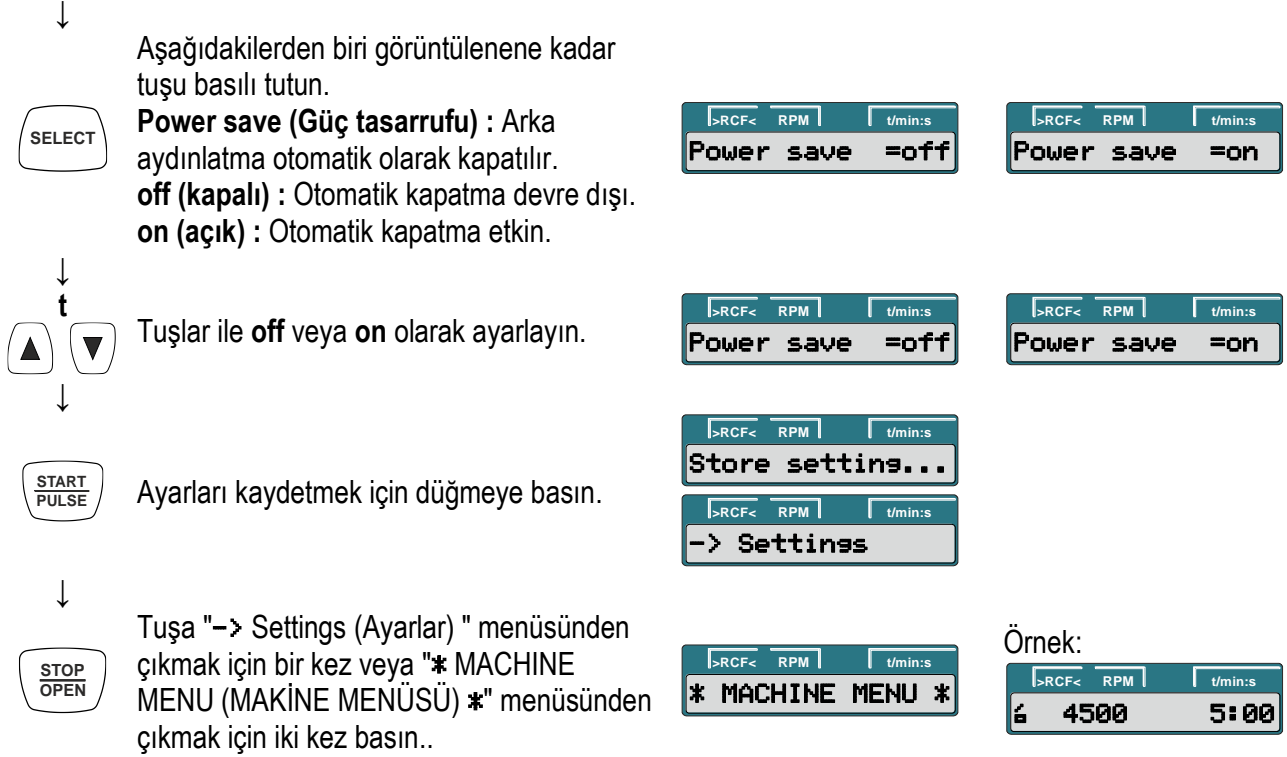 ↓
Aşağıdakilerden biri görüntülenene kadar
tuşu basılı tutun.
SELECT
Power save (Güç tasarrufu) : Arka
aydınlatma otomatik olarak kapatılır.
off (kapalı) : Otomatik kapatma devre dışı.
on (açık) : Otomatik kapatma etkin.
>RCF< RPM t/min:s
Power save =off
>RCF< RPM t/min:s
Power save =on
↓
t
▲ ▼
Tuşlar ile off veya on olarak ayarlayın.
>RCF< RPM t/min:s
Power save =off
>RCF< RPM t/min:s
Power save =on
↓
START
PULSE
Ayarları kaydetmek için düğmeye basın.
>RCF< RPM t/min:s
Store setting...
>RCF< RPM t/min:s
-> Settings
↓
STOP
OPEN
Tuşa "-> Settings (Ayarlar) " menüsünden
çıkmak için bir kez veya "* MACHINE
MENU (MAKİNE MENÜSÜ) *" menüsünden
çıkmak için iki kez basın..
>RCF< RPM t/min:s
* MACHINE MENU *
Örnek:
>RCF< RPM t/min:s
4500 5:00